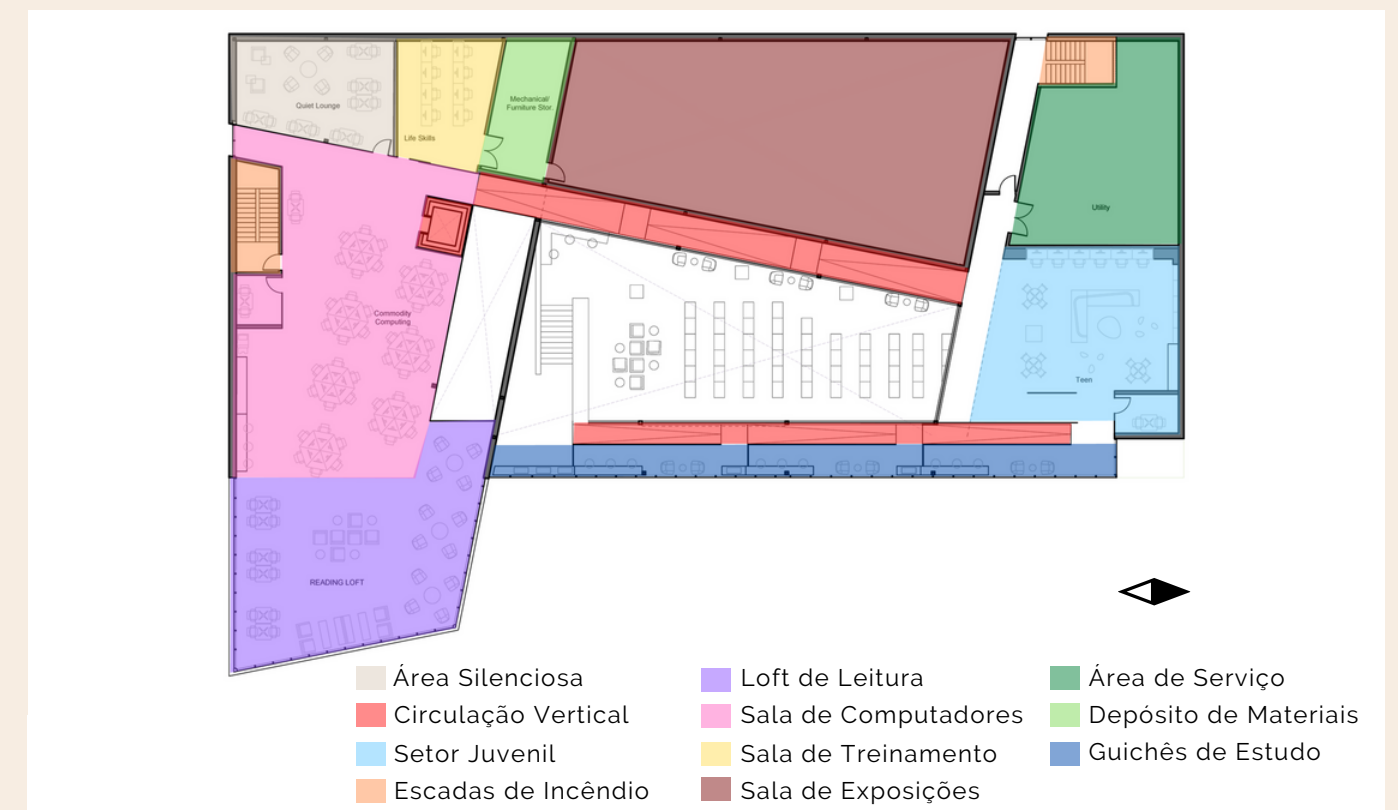 Quiet Lounge
Life Skills
Mechanical/
Furniture Stor.
Utility
Commodity
Computing
Teen
READING LOFT
Área Silenciosa
Circulação Vertical
Setor Juvenil
Escadas de Incêndio
Loft de Leitura
Sala de Computadores
Sala de Treinamento
Sala de Exposições
Área de Serviço
Depósito de Materiais
Guichês de Estudo